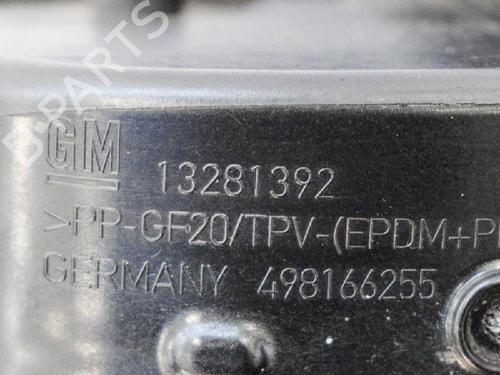 GM
13281392
>PP-GF20/TPV-(EPDM+P
GERMANY 498166255
B-PARTS